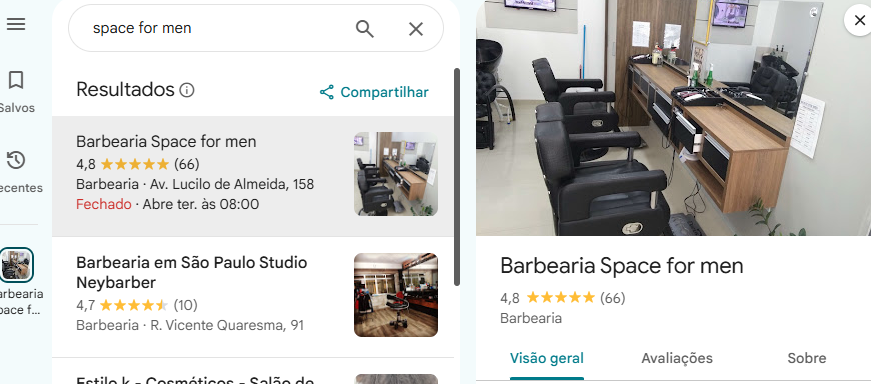 space for men
Salvos
ecentes
arbearia
pace f...
Resultados
Compartilhar
Barbearia Space for men
4,8 (66)
Barbearia · Av. Lucilo de Almeida, 158
Fechado · Abre ter. às 08:00
Barbearia em São Paulo Studio
Neybarber
4,7 (10)
Barbearia · R. Vicente Quaresma, 91
Estilo k - Cosméticos - Salão de
Barbearia Space for men
4,8 (66)
Barbearia
Visão geral
Avaliações
Sobre